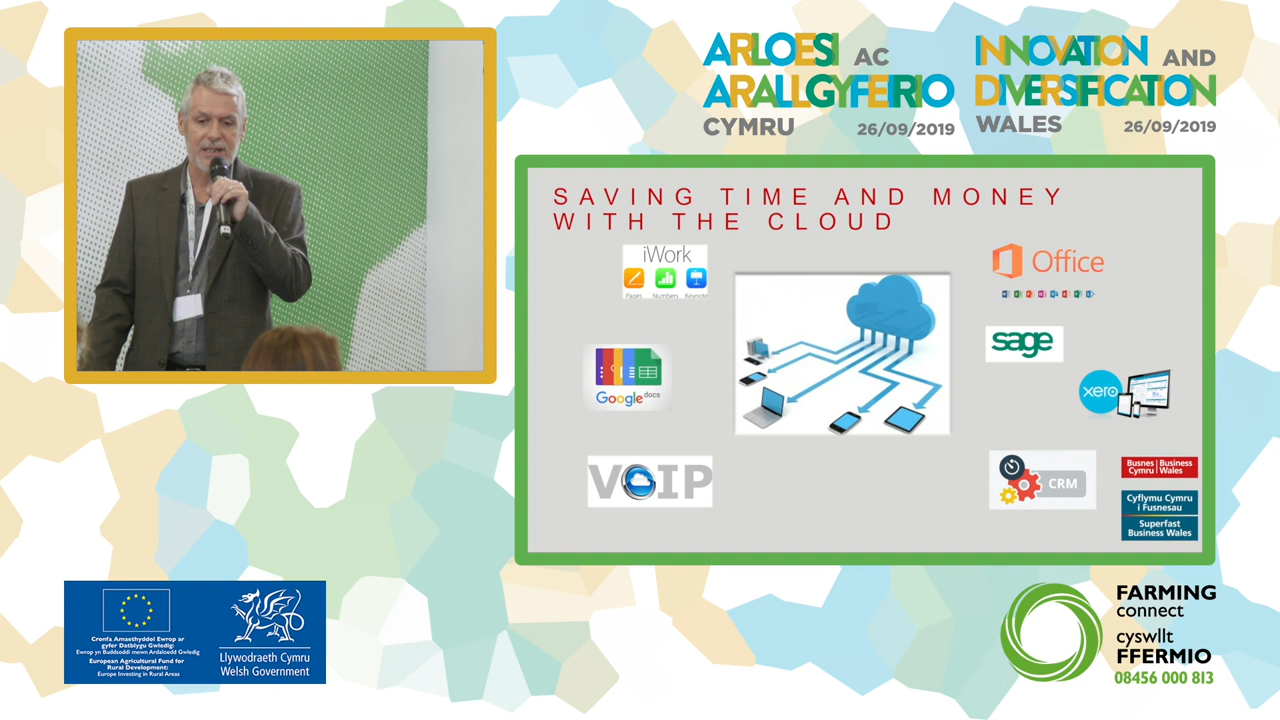 ARLOESI AC
ARALLGYFEIRIO
CYMRU 26/09/2019
INNOVATION AND
DIVERSIFICATION
WALES 26/09/2019
SAVING TIME AND MONEY
WITH THE CLOUD
iWork
Pages Numbers Keynote
Office
sage
Google docs
xero
VOIP
CRM
Busnes Cymru | Business Wales
Cyflymu Cymru
i Fusnesau
Superfast
Business Wales
Cronfa Amaethyddol Ewrop ar
gyfer Datblygu Gwledig:
Ewrop yn Buddsoddi mewn Ardaloedd Gwledig
European Agricultural Fund for
Rural Development:
Europe Investing in Rural Areas
Llywodraeth Cymru
Welsh Government
FARMING
connect
cyswllt
FFERMIO
08456 000 813